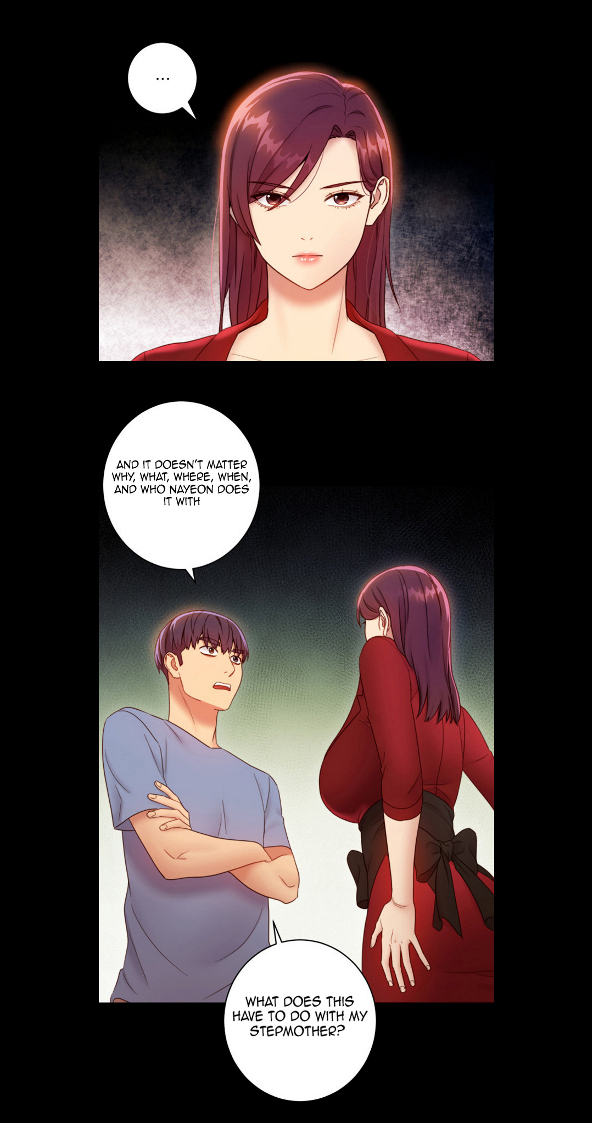 ...
AND IT DOESN'T MATTER
WHY, WHAT, WHERE, WHEN,
AND WHO NAYEON DOES
IT WITH
WHAT DOES THIS
HAVE TO DO WITH MY
STEPMOTHER?